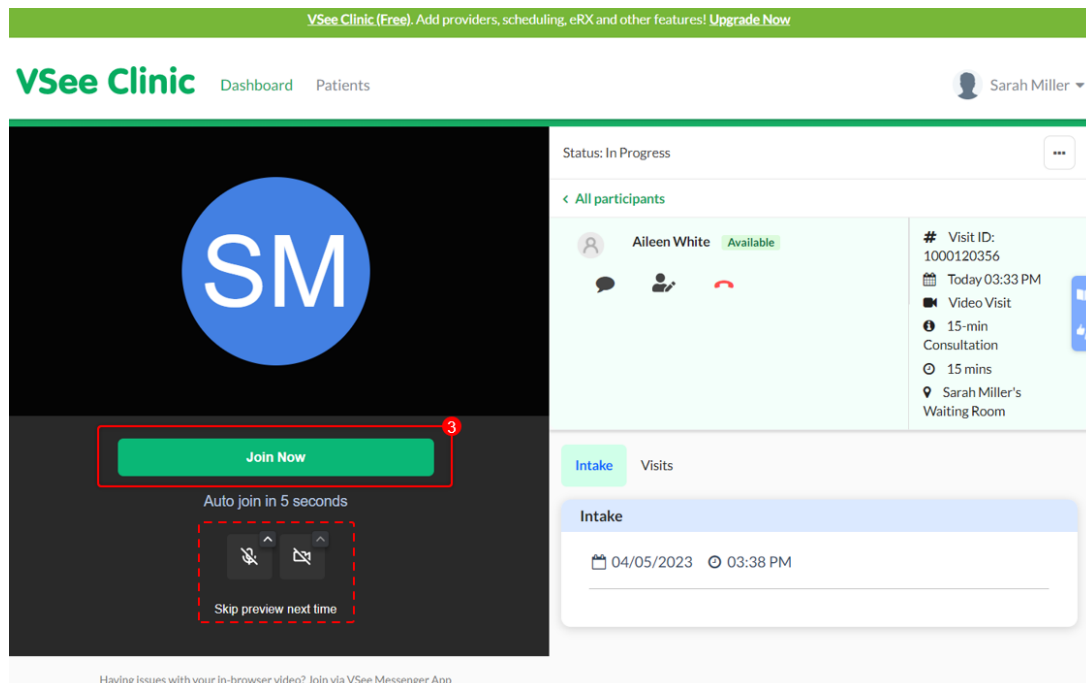 VSee Clinic (Free). Add providers, scheduling, eRX and other features! Upgrade Now
VSee Clinic
Dashboard
Patients
Sarah Miller
SM
3
Join Now
Auto join in 5 seconds
Skip preview next time
Having issues with your in-browser video? Join via VSee Messenger App
Status: In Progress
< All participants
Aileen White
Available
# Visit ID:
1000120356
Today 03:33 PM
Video Visit
15-min
Consultation
15 mins
Sarah Miller's
Waiting Room
Intake
Visits
Intake
04/05/2023
03:38 PM